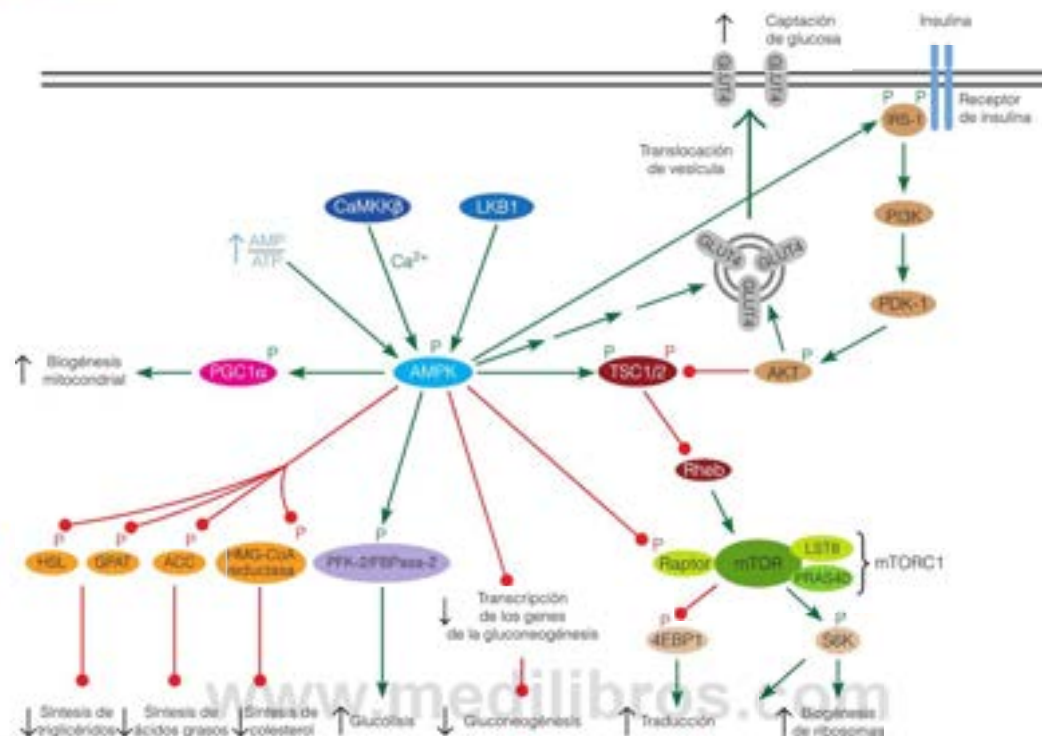 Captación
de glucosa
Insulina
GLUT4
GLUT4
P P
IRS-1
Receptor
de insulina
Translocación
de vesícula
CaMKKβ
LKB1
PI3K
↑ AMP
ATP
Ca²⁺
GLUT4
GLUT4
GLUT4
PDK-1
↑ Biogénesis
mitocondrial
P
PGC1α
P
AMPK
P P
TSC1/2
P
AKT
Rheb
P
HSL
P
GPAT
P
ACC
P
HMG-CoA
reductasa
P
PFK-2/FBPasa-2
↓ Transcripción
de los genes
de la gluconeogénesis
P
Raptor
mTOR
LST8
PRAS40
mTORC1
P
4EBP1
P
S6K
www.medilibros.com
↓ Síntesis de
triglicéridos
↓ Síntesis de
ácidos grasos
↓ Síntesis de
colesterol
↑ Glucólisis
↓ Gluconeogénesis
↑ Traducción
↑ Biogénesis
de ribosomas